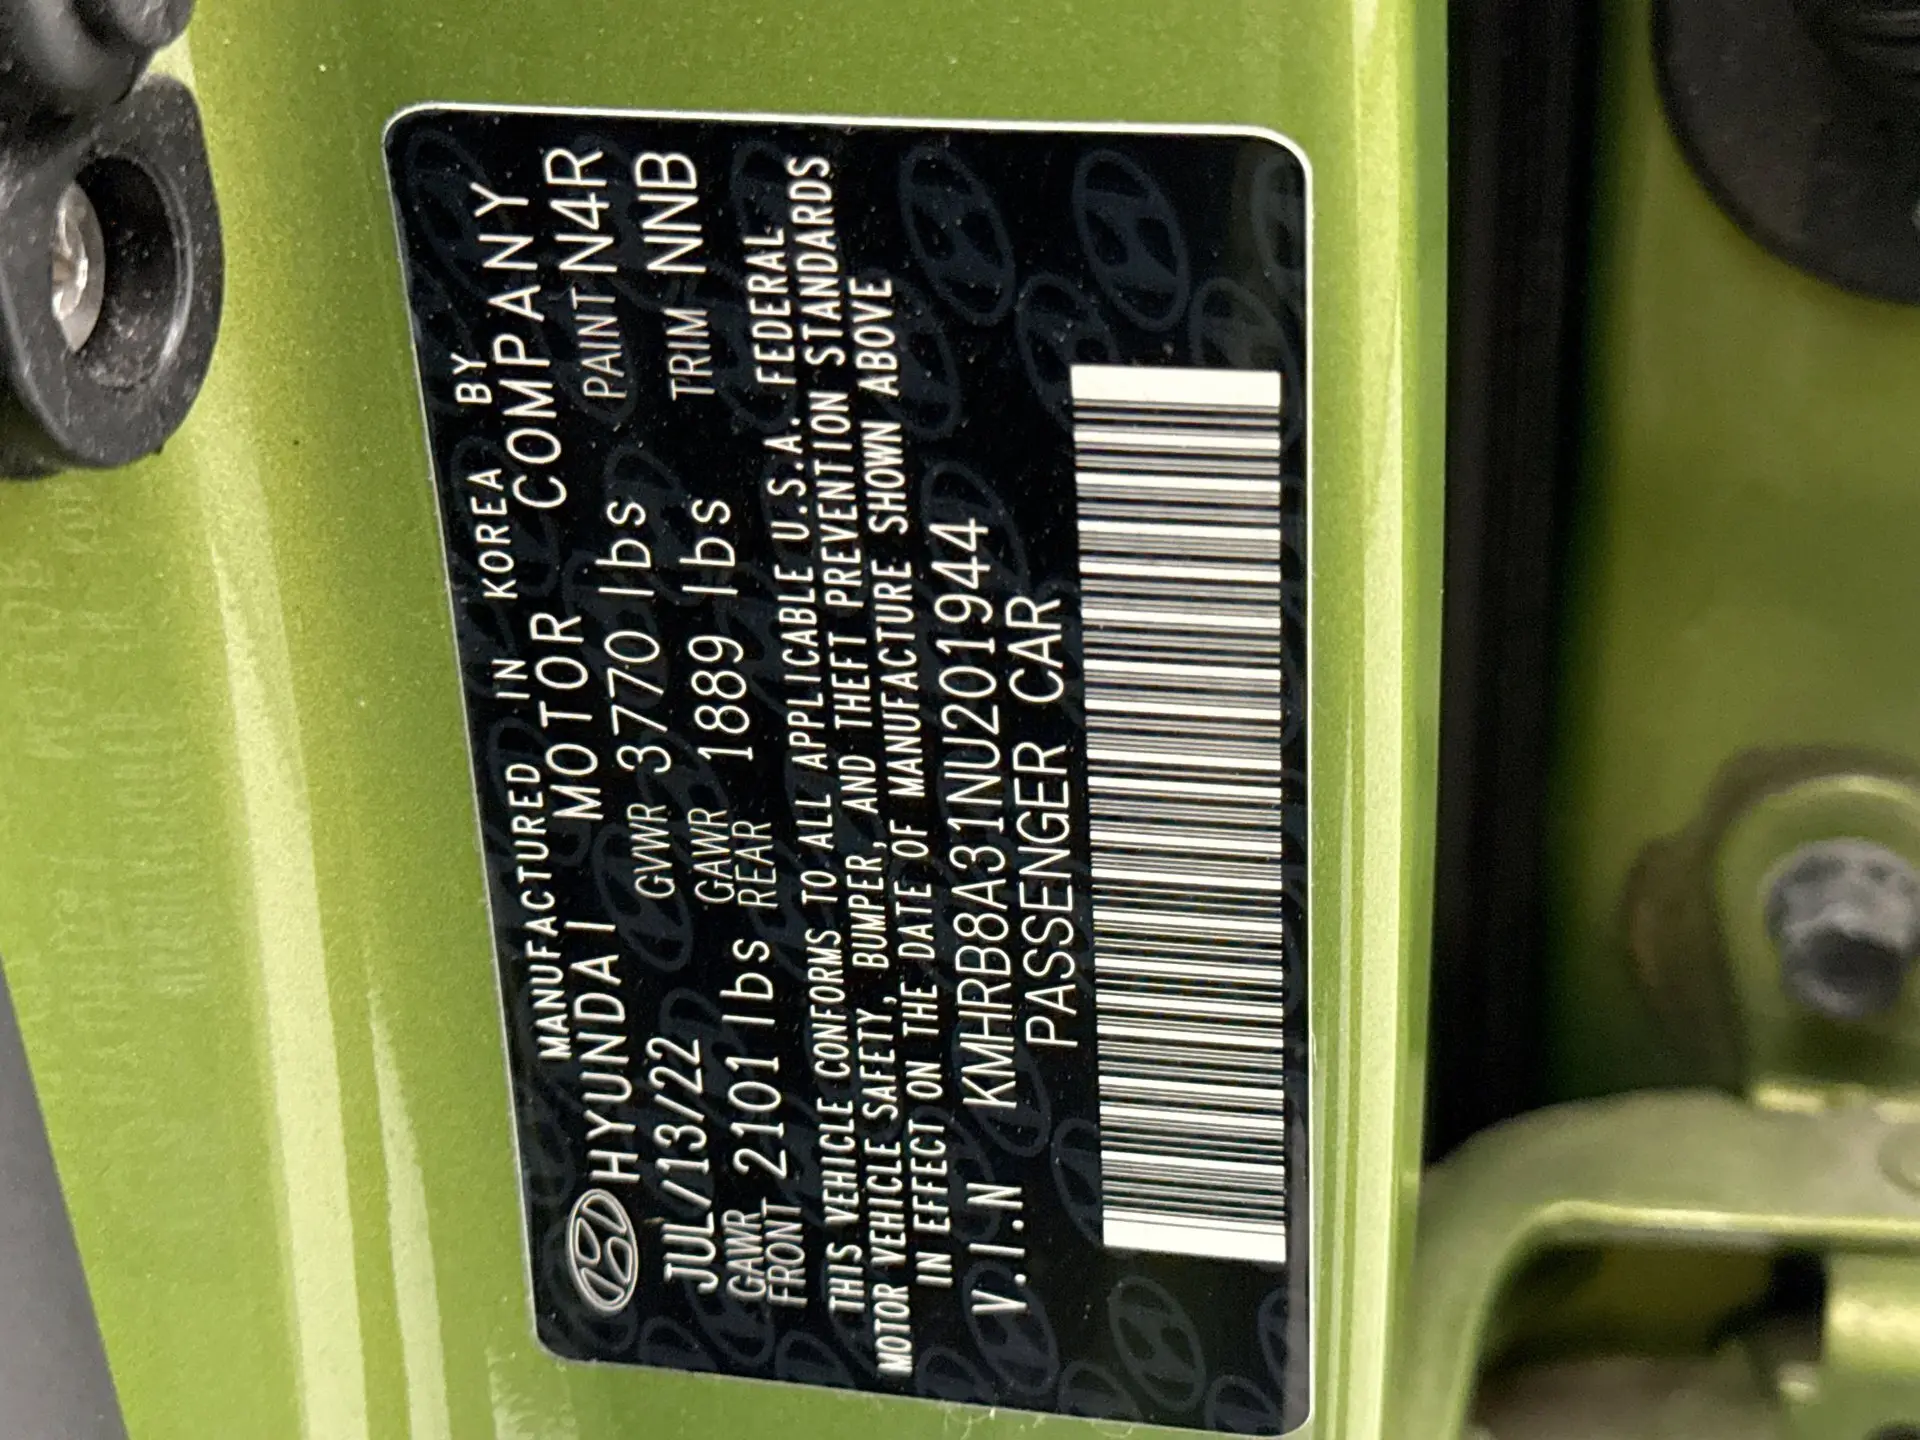 MANUFACTURED IN KOREA BY
HYUNDAI MOTOR COMPANY
JUL/13/22 GVWR 3770 lbs PAINT N4R
GAWR FRONT 2101 lbs GAWR REAR 1889 lbs TRIM NNB
THIS VEHICLE CONFORMS TO ALL APPLICABLE U.S.A. FEDERAL
MOTOR VEHICLE SAFETY, BUMPER, AND THEFT PREVENTION STANDARDS
IN EFFECT ON THE DATE OF MANUFACTURE SHOWN ABOVE
V.I.N KMHRB8A31NU201944
PASSENGER CAR